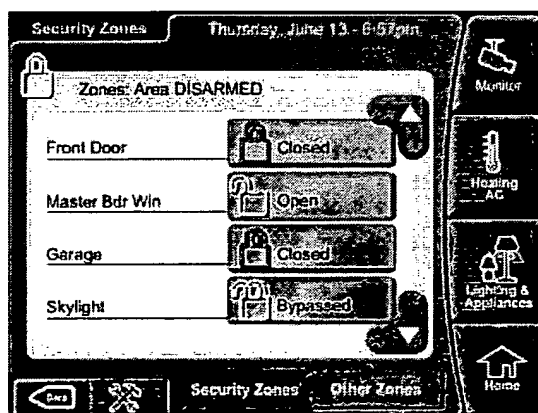 Security Zones
Thursday, June 13 - 6:57pm
Zones: Area DISARMED
Front Door
Closed
Master Bdr Win
Open
Garage
Closed
Skylight
Bypassed
Monitor
Heating
AC
Lighting &
Appliances
Home
Back
Security Zones
Other Zones